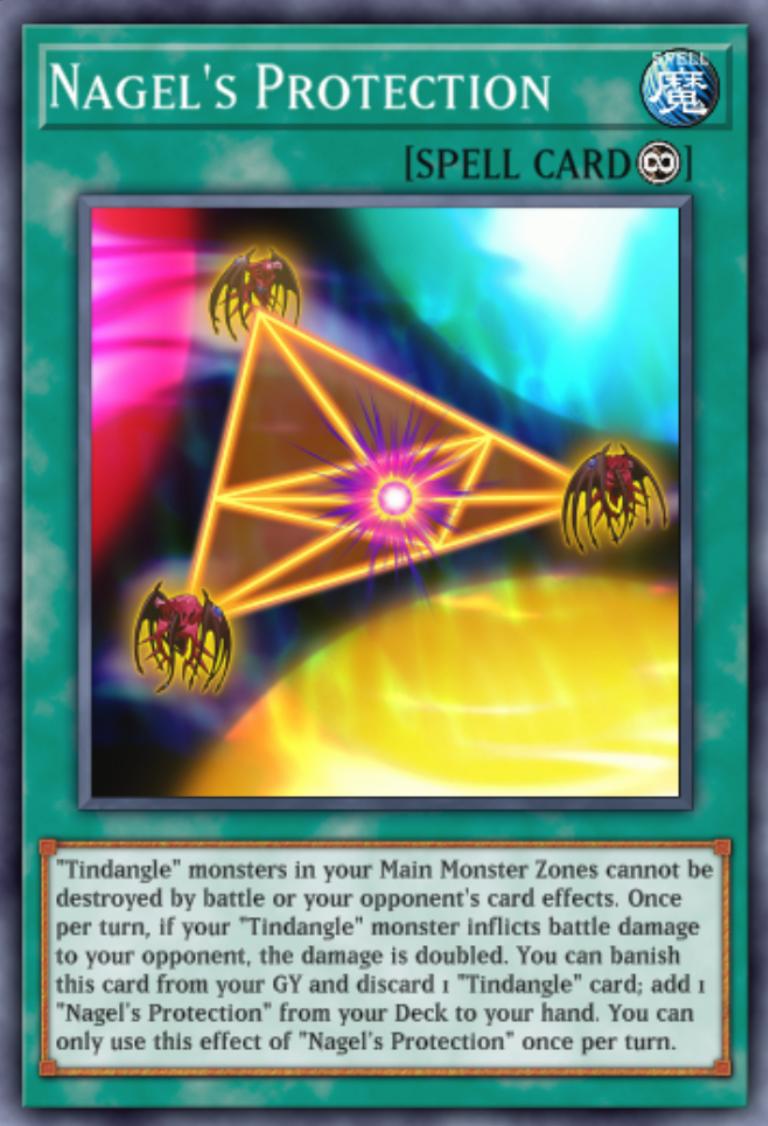 Nagel's Protection
SPELL
魔
[SPELL CARD]
"Tindangle" monsters in your Main Monster Zones cannot be
destroyed by battle or your opponent's card effects. Once
per turn, if your "Tindangle" monster inflicts battle damage
to your opponent, the damage is doubled. You can banish
this card from your GY and discard 1 "Tindangle" card; add 1
"Nagel's Protection" from your Deck to your hand. You can
only use this effect of "Nagel's Protection" once per turn.